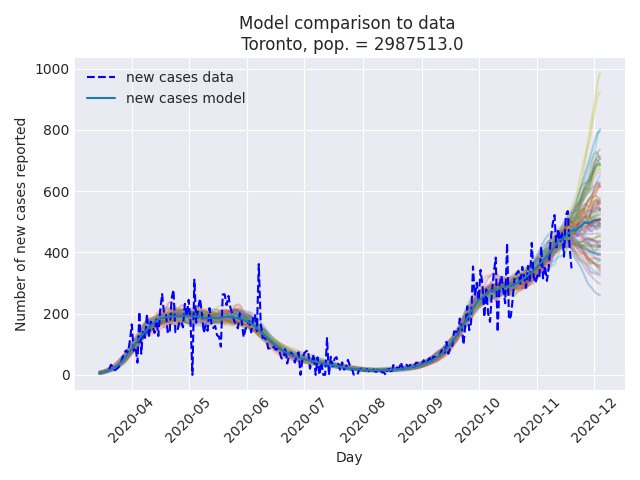 Model comparison to data
Toronto, pop. = 2987513.0
new cases data
new cases model
Number of new cases reported
1000
800
600
400
200
0
2020-04
2020-05
2020-06
2020-07
2020-08
2020-09
2020-10
2020-11
2020-12
Day